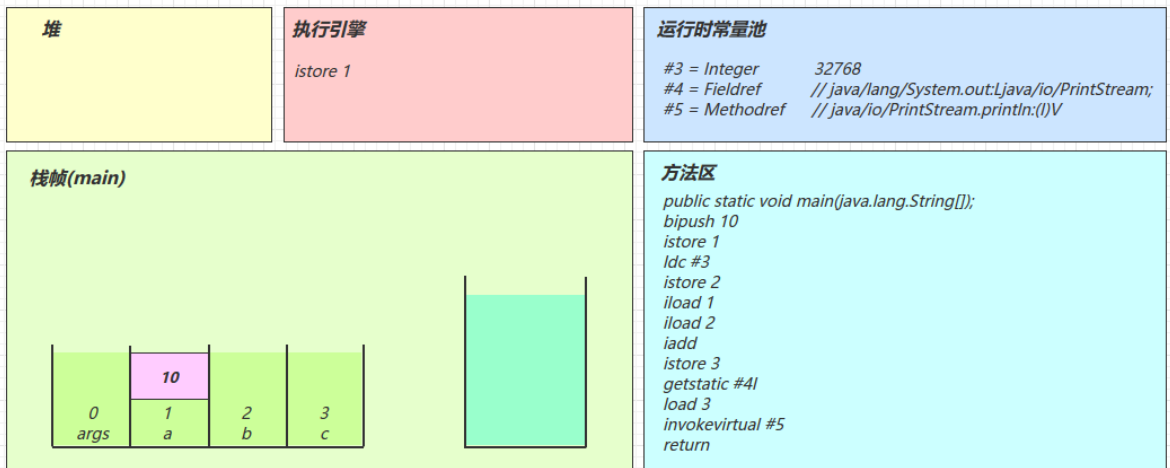 堆
执行引擎
istore 1
运行时常量池
#3 = Integer 32768
#4 = Fieldref // java/lang/System.out:Ljava/io/PrintStream;
#5 = Methodref // java/io/PrintStream.println:(I)V
栈帧(main)
10
0 1 2 3
args a b c
方法区
public static void main(java.lang.String[]);
bipush 10
istore 1
ldc #3
istore 2
iload 1
iload 2
iadd
istore 3
getstatic #4I
load 3
invokevirtual #5
return